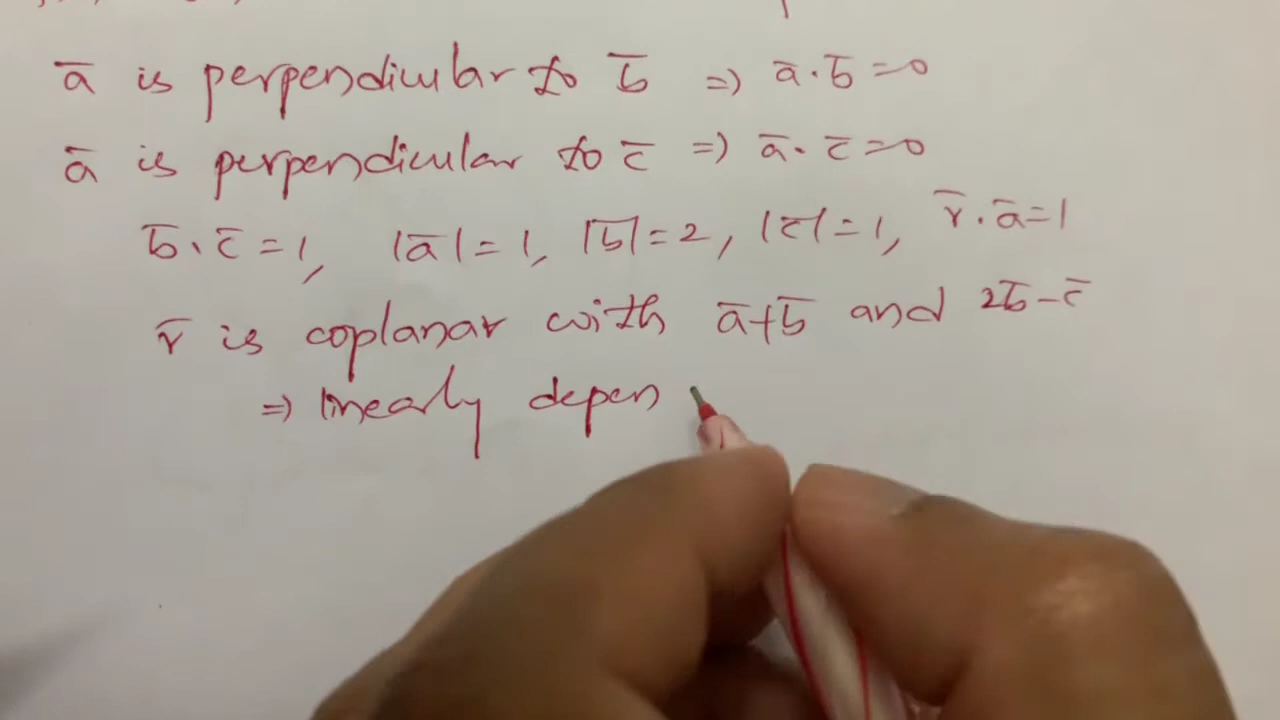 a̅ is perpendicular to b̅ => a̅.b̅=0
a̅ is perpendicular to c̅ => a̅.c̅=0
b̅.c̅=1, |a̅|=1, |b̅|=2, |c̅|=1, r̅.a̅=1
r̅ is coplanar with a̅+b̅ and 2b̅-c̅
=> linearly depen